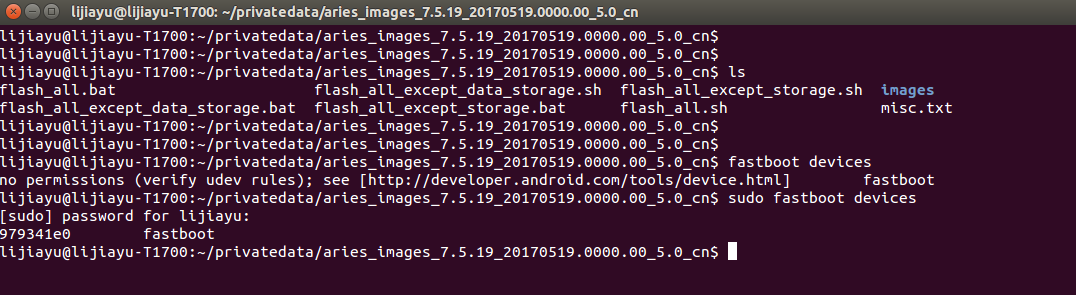 lijiayu@lijiayu-T1700: ~/privatedata/aries_images_7.5.19_20170519.0000.00_5.0_cn
lijiayu@lijiayu-T1700:~/privatedata/aries_images_7.5.19_20170519.0000.00_5.0_cn$
lijiayu@lijiayu-T1700:~/privatedata/aries_images_7.5.19_20170519.0000.00_5.0_cn$
lijiayu@lijiayu-T1700:~/privatedata/aries_images_7.5.19_20170519.0000.00_5.0_cn$ ls
flash_all.bat flash_all_except_data_storage.sh flash_all_except_storage.sh images
flash_all_except_data_storage.bat flash_all_except_storage.bat flash_all.sh misc.txt
lijiayu@lijiayu-T1700:~/privatedata/aries_images_7.5.19_20170519.0000.00_5.0_cn$
lijiayu@lijiayu-T1700:~/privatedata/aries_images_7.5.19_20170519.0000.00_5.0_cn$
lijiayu@lijiayu-T1700:~/privatedata/aries_images_7.5.19_20170519.0000.00_5.0_cn$ fastboot devices
no permissions (verify udev rules); see [http://developer.android.com/tools/device.html] fastboot
lijiayu@lijiayu-T1700:~/privatedata/aries_images_7.5.19_20170519.0000.00_5.0_cn$ sudo fastboot devices
[sudo] password for lijiayu:
979341e0 fastboot
lijiayu@lijiayu-T1700:~/privatedata/aries_images_7.5.19_20170519.0000.00_5.0_cn$